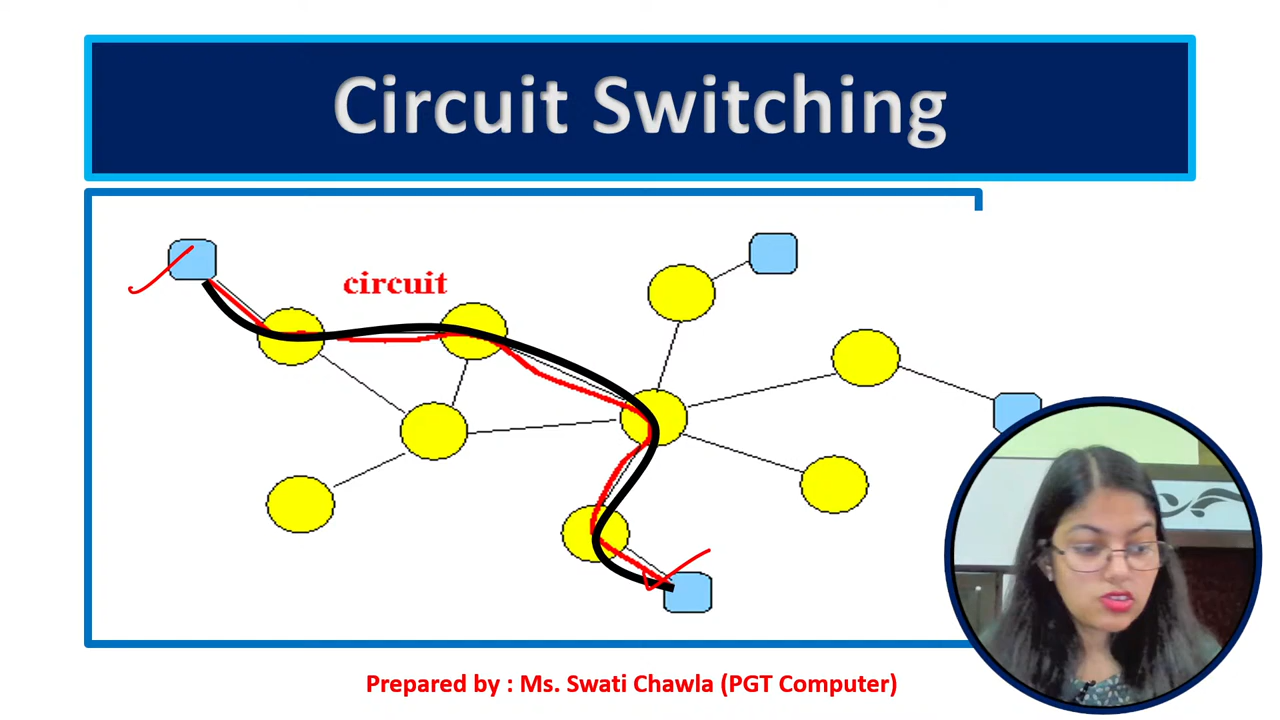 Circuit Switching
circuit
Prepared by : Ms. Swati Chawla (PGT Computer)